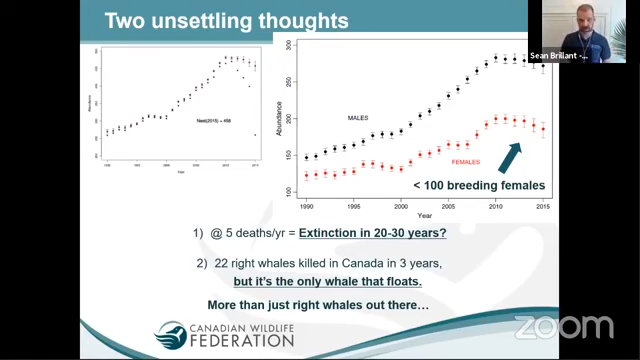 Two unsettling thoughts
Sean Brillant -...
Abundance
300
250
200
150
100
MALES
FEMALES
1990
1995
2000
2005
2010
2015
Year
< 100 breeding females
1) @ 5 deaths/yr = Extinction in 20-30 years?
2) 22 right whales killed in Canada in 3 years,
but it's the only whale that floats.
More than just right whales out there...
CANADIAN WILDLIFE
FEDERATION
zoom